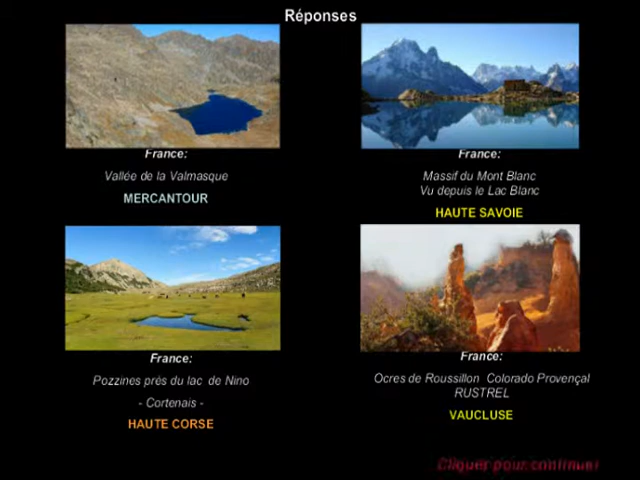 Réponses
France:
Vallée de la Valmasque
MERCANTOUR
France:
Massif du Mont Blanc
Vu depuis le Lac Blanc
HAUTE SAVOIE
France:
Pozzines près du lac de Nino
- Cortenais -
HAUTE CORSE
France:
Ocres de Roussillon Colorado Provençal
RUSTREL
VAUCLUSE
Cliquer pour continuer